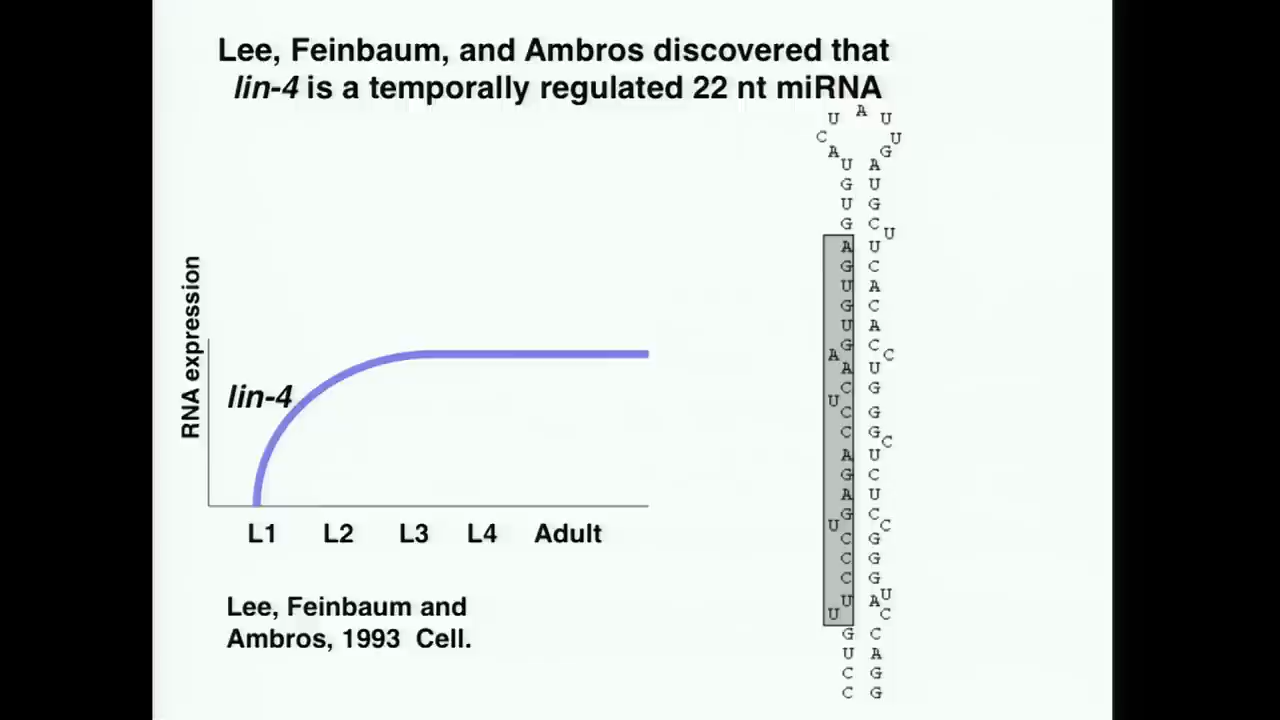 Lee, Feinbaum, and Ambros discovered that
lin-4 is a temporally regulated 22 nt miRNA
RNA expression
lin-4
L1 L2 L3 L4 Adult
Lee, Feinbaum and
Ambros, 1993 Cell.
A
U U
C U
A G
U A
G U
U G
G C U
A U
G C
U A
G C
U A
G C
A C
A U
C G
U
C G
C G C
A U
G C
A U
G C
U C
C G
C G
C G
U A U
U C
G C
U A
C G
C G